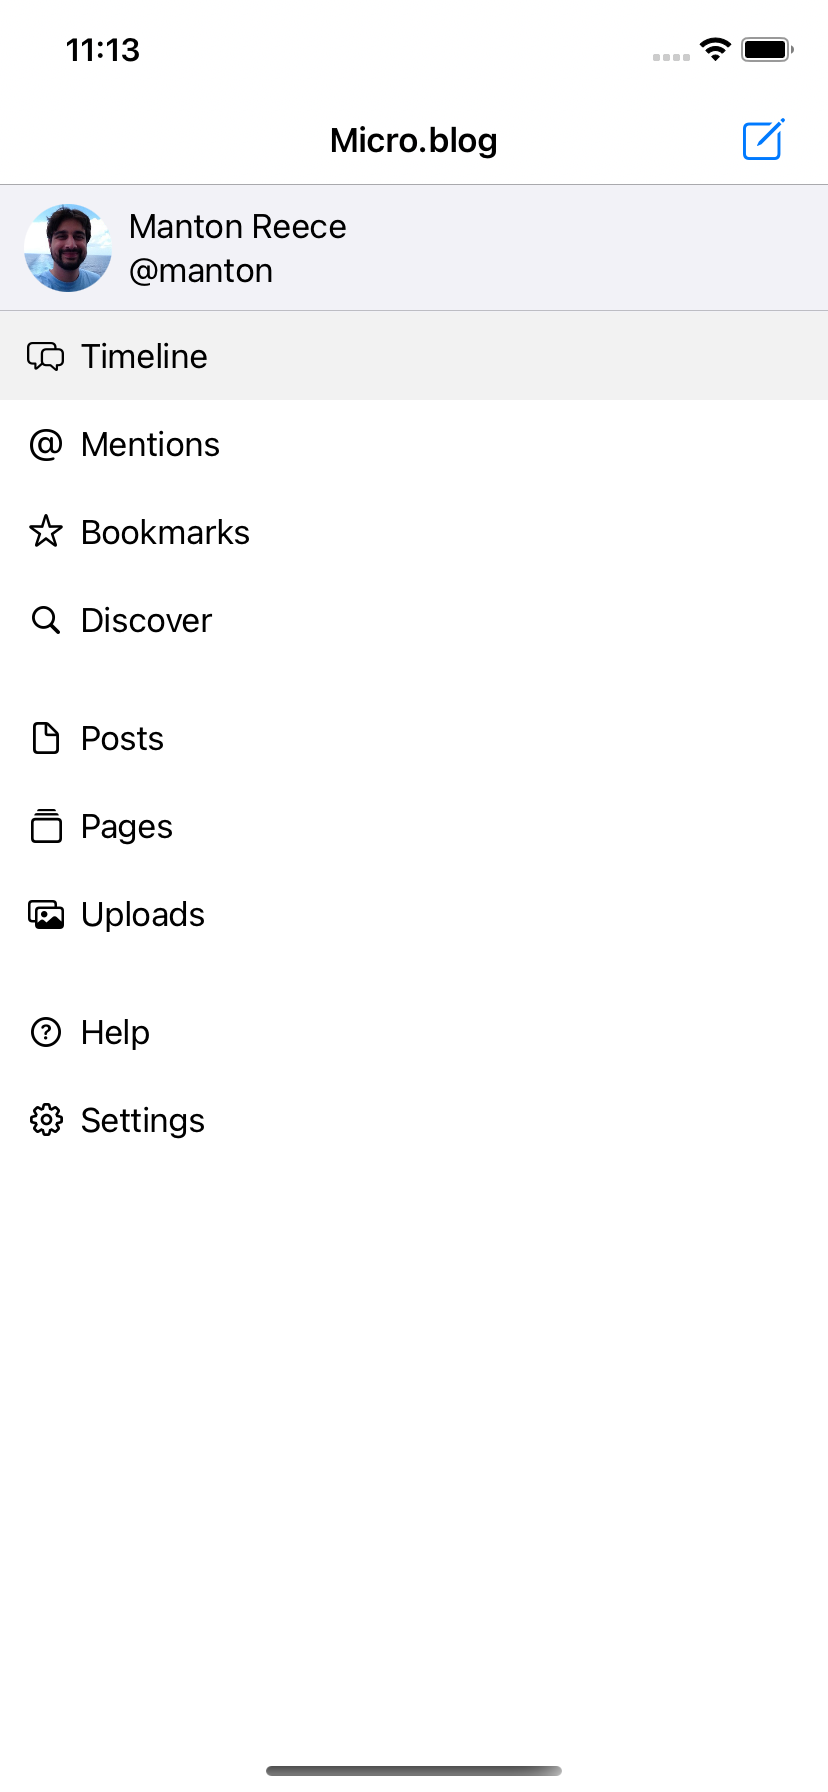 11:13
Micro.blog
Manton Reece
@manton
Timeline
Mentions
Bookmarks
Discover
Posts
Pages
Uploads
Help
Settings